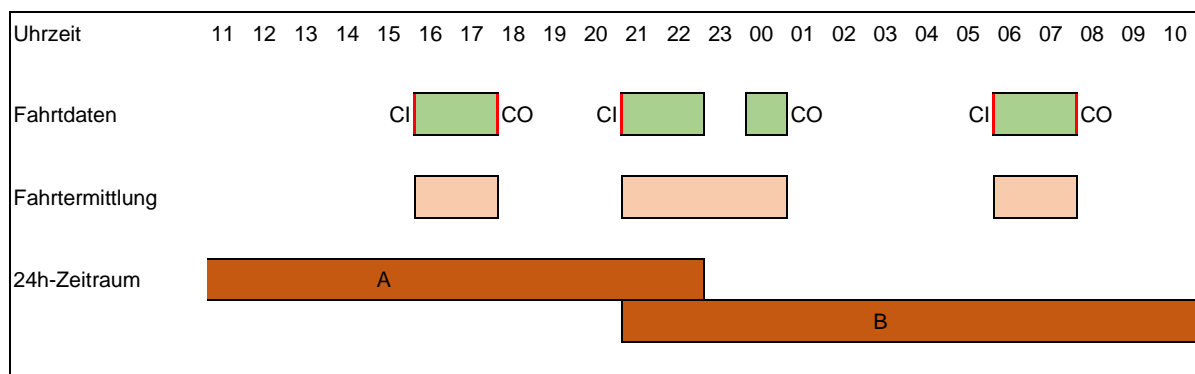 Uhrzeit 11 12 13 14 15 16 17 18 19 20 21 22 23 00 01 02 03 04 05 06 07 08 09 10
Fahrtdaten CI CO CI CO CI CO
Fahrtermittlung
24h-Zeitraum A
B